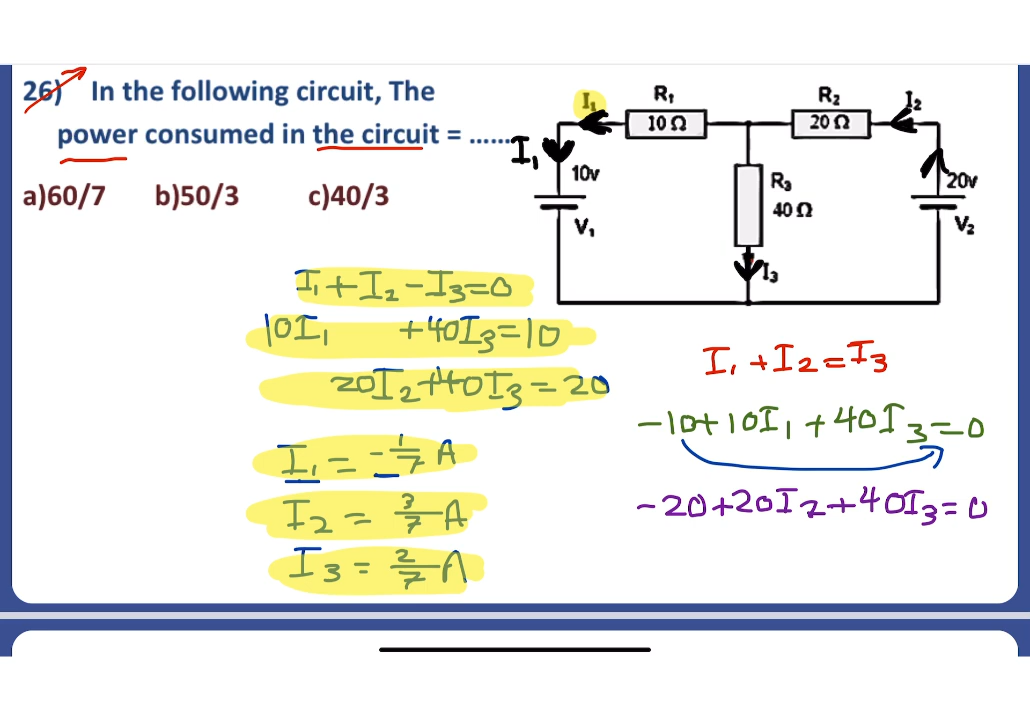 26) In the following circuit, The
power consumed in the circuit = ......
a)60/7 b)50/3 c)40/3
I₁ R₁ R₂ I₂
10 Ω 20 Ω
I₁ 10v R₃ 20v
V₁ 40 Ω V₂
I₃
I₁+I₂-I₃=0
10I₁ +40I₃=10
20I₂+40I₃=20
I₁ = -1/7 A
I₂ = 3/7 A
I₃ = 2/7 A
I₁+I₂=I₃
-10+10I₁+40I₃=0
-20+20I₂+40I₃=0